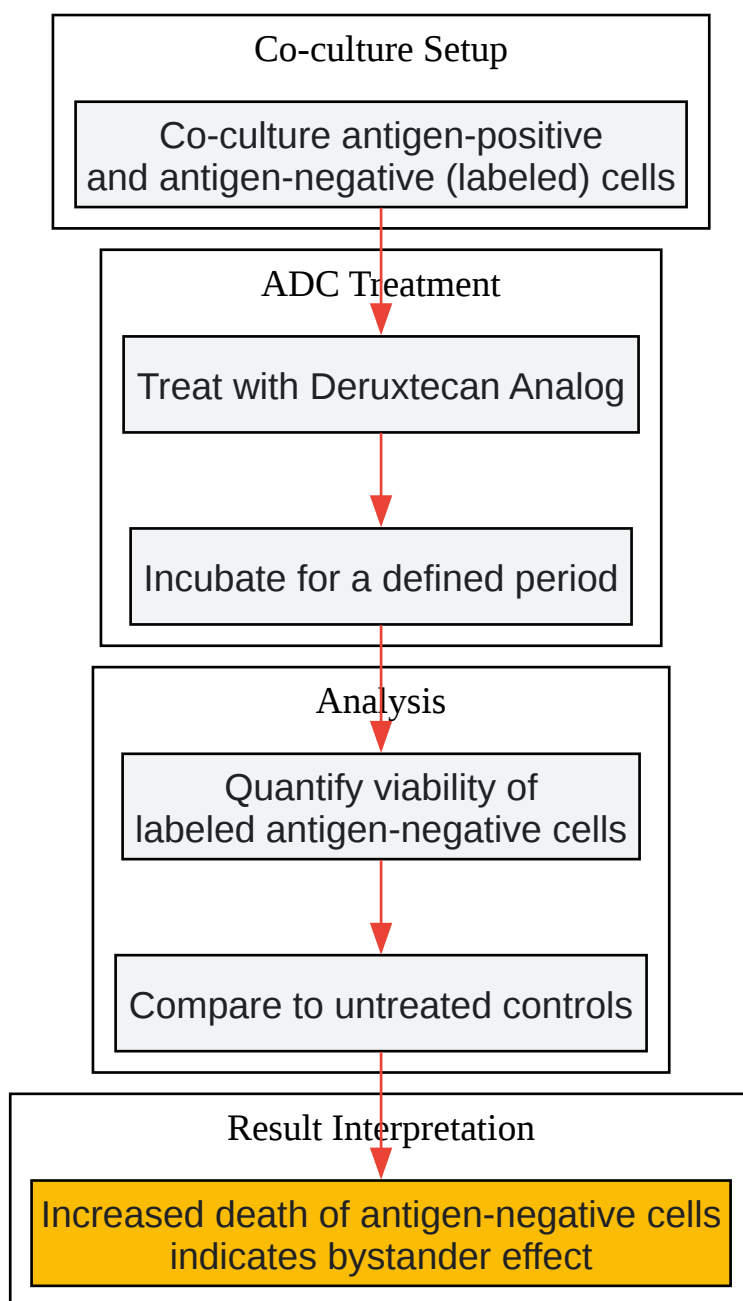 Co-culture Setup
Co-culture antigen-positive
and antigen-negative (labeled) cells
ADC Treatment
Treat with Deruxtecan Analog
Incubate for a defined period
Analysis
Quantify viability of
labeled antigen-negative cells
Compare to untreated controls
Result Interpretation
Increased death of antigen-negative cells
indicates bystander effect